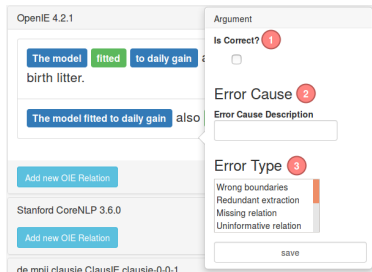 OpenIE 4.2.1
The model fitted to daily gain a
birth litter.
The model fitted to daily gain also
Add new OIE Relation
Stanford CoreNLP 3.6.0
Add new OIE Relation
de.mpii.clausie.ClausIE clausie-0-0-1
Argument
Is Correct? 1
Error Cause 2
Error Cause Description
Error Type 3
Wrong boundaries
Redundant extraction
Missing relation
Uninformative relation
save